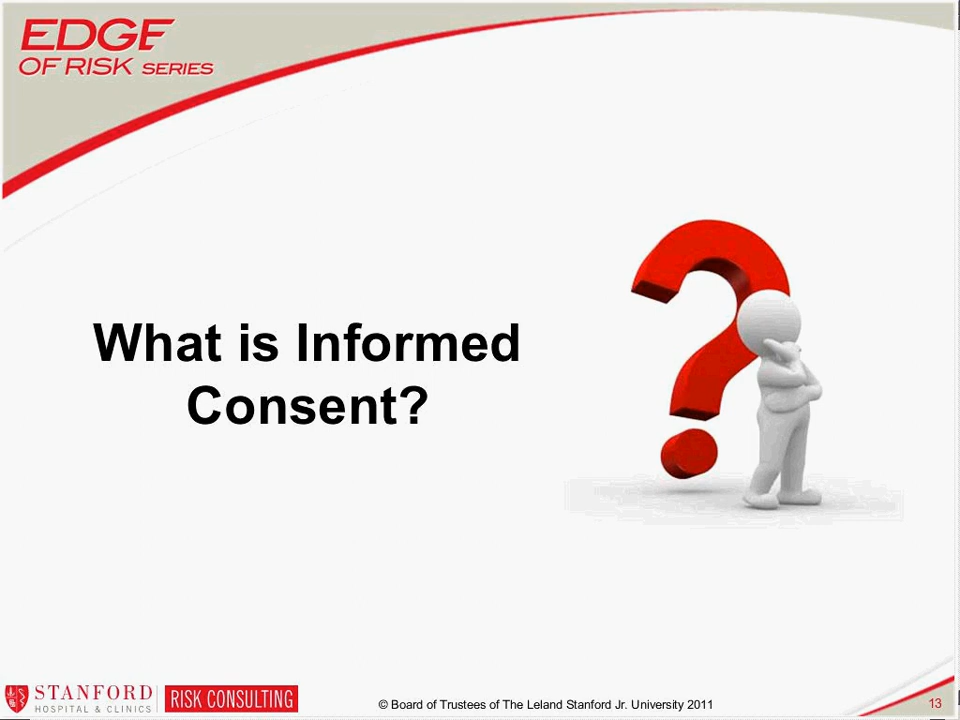 EDGE
OF RISK SERIES
What is Informed
Consent?
STANFORD
HOSPITAL & CLINICS
RISK CONSULTING
© Board of Trustees of The Leland Stanford Jr. University 2011
13